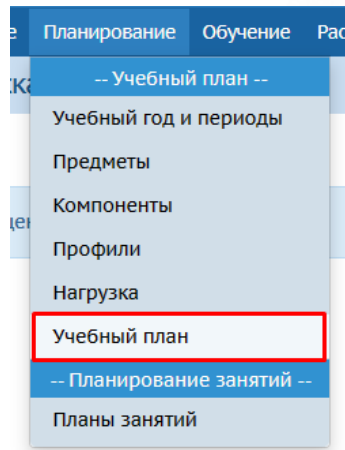 Планирование Обучение
-- Учебный план --
Учебный год и периоды
Предметы
Компоненты
Профили
Нагрузка
Учебный план
-- Планирование занятий --
Планы занятий